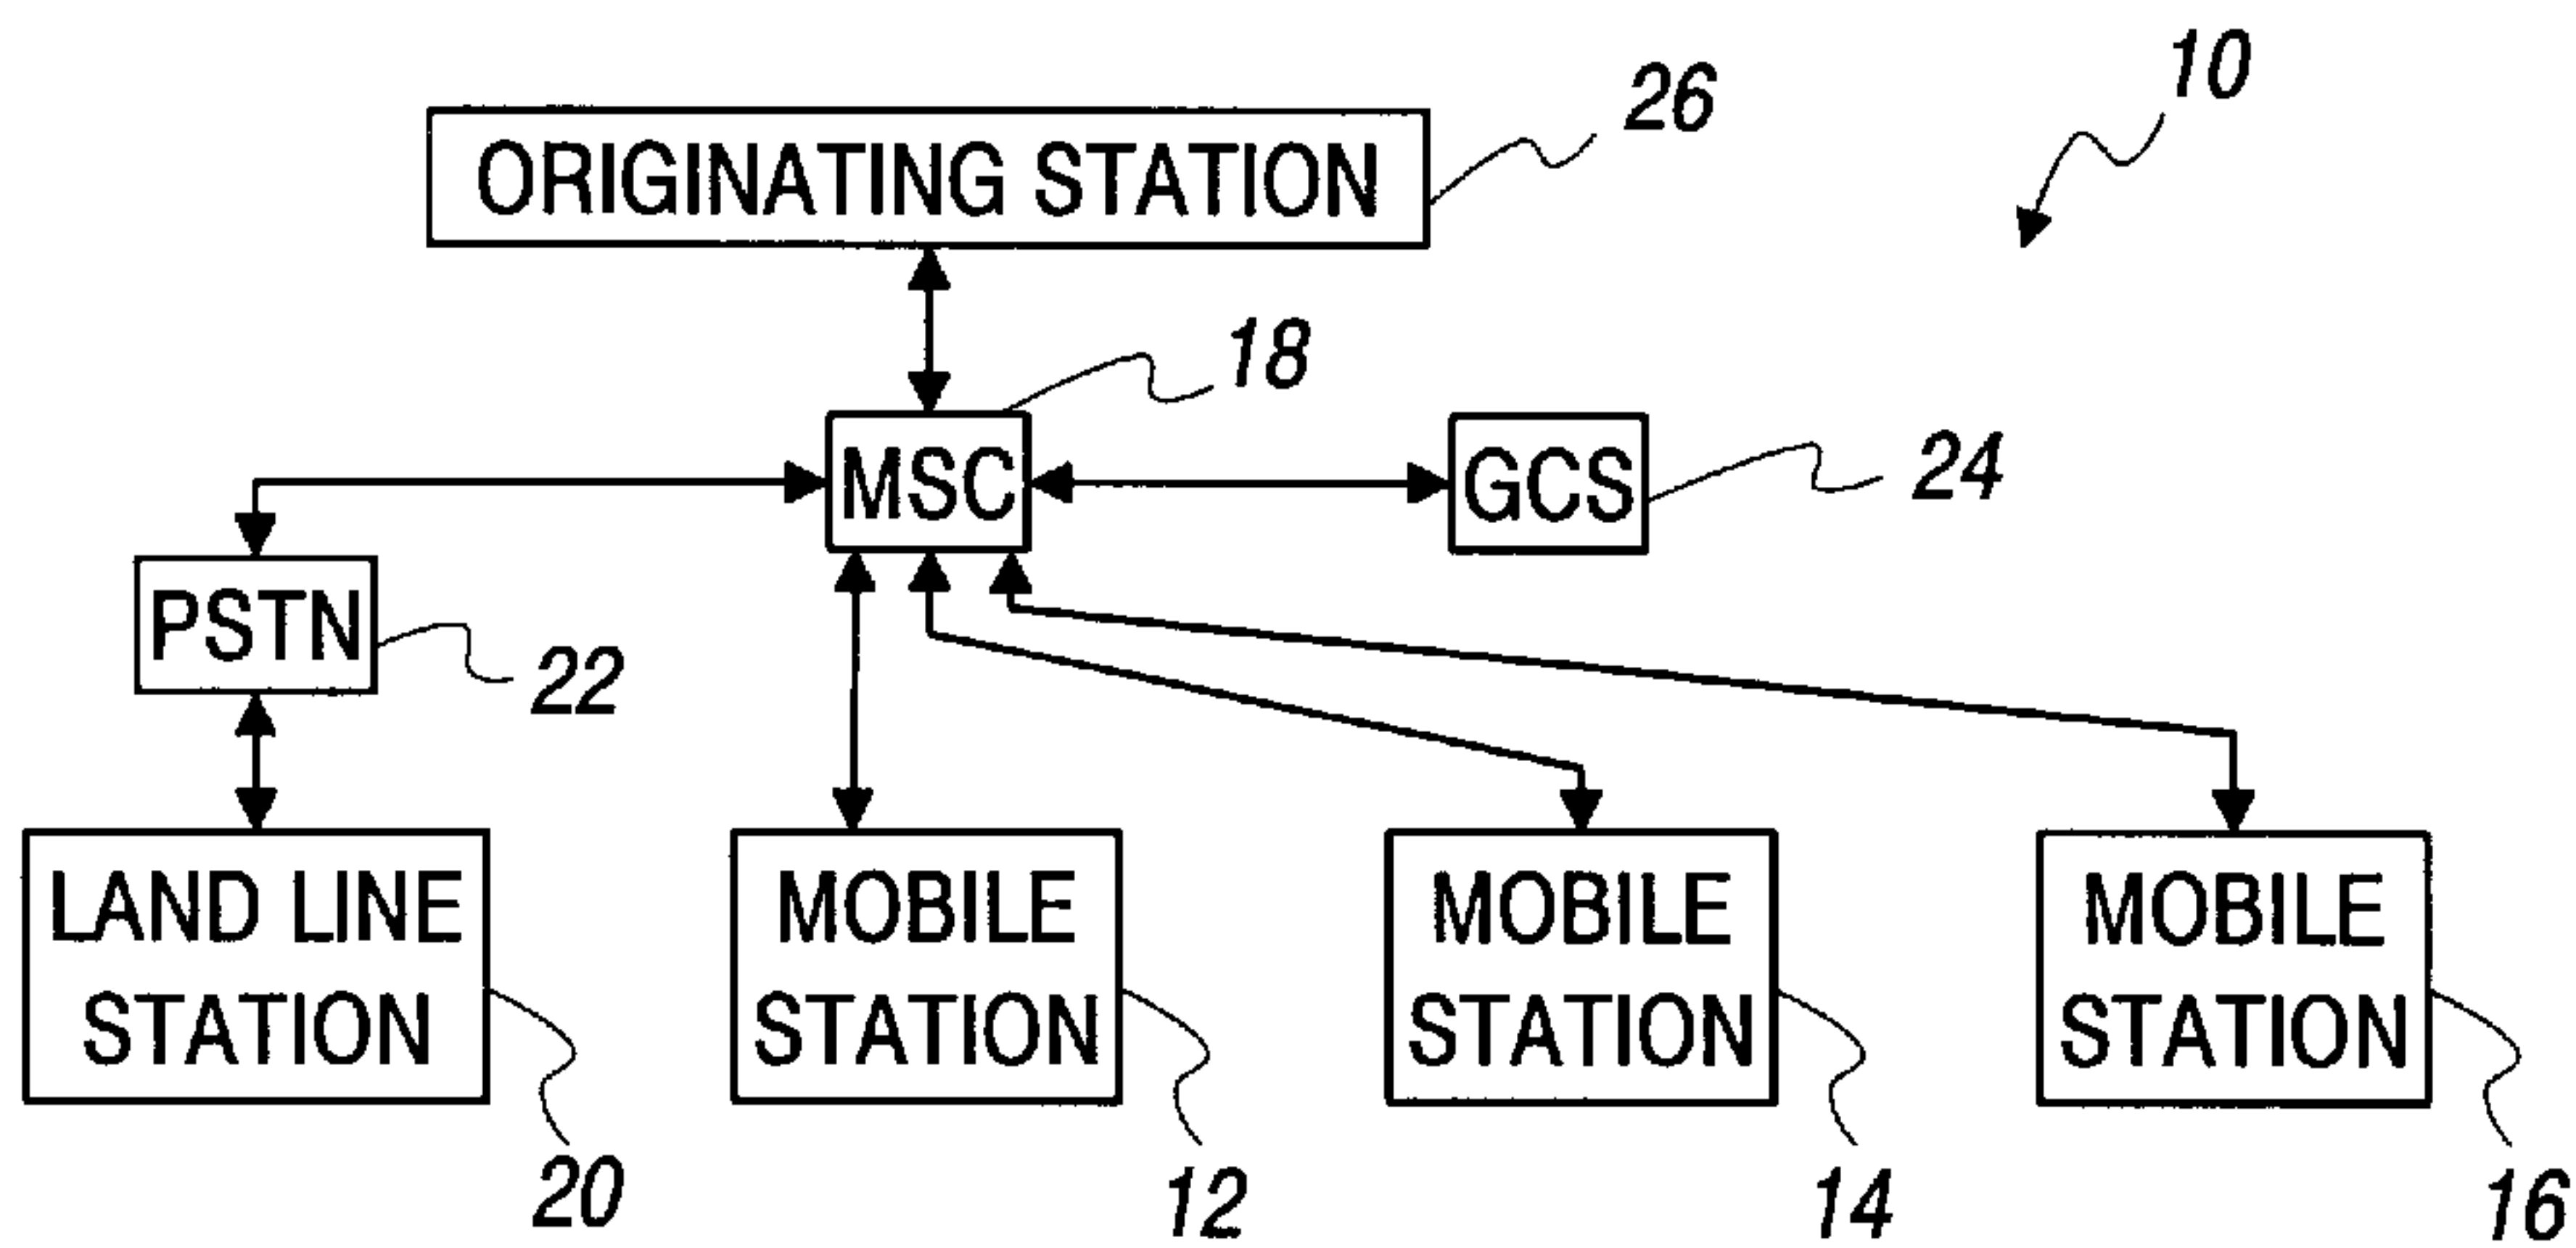 10
26
ORIGINATING STATION
18
MSC
GCS
24
PSTN
22
LAND LINE
STATION
MOBILE
STATION
MOBILE
STATION
MOBILE
STATION
20
12
14
16